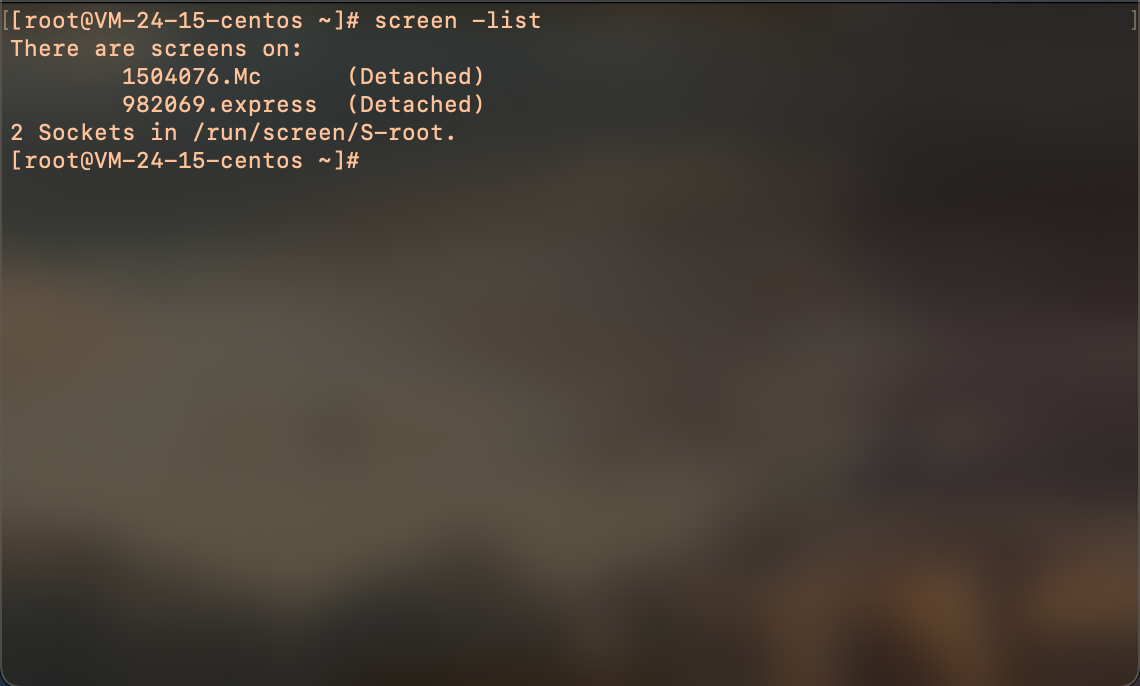 [[root@VM-24-15-centos ~]# screen -list ]
There are screens on:
        1504076.Mc      (Detached)
        982069.express  (Detached)
2 Sockets in /run/screen/S-root.
[root@VM-24-15-centos ~]#